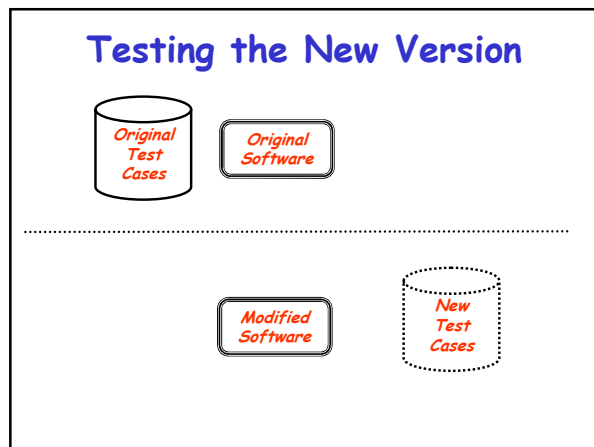 Testing the New Version
Original
Test
Cases
Original
Software
Modified
Software
New
Test
Cases